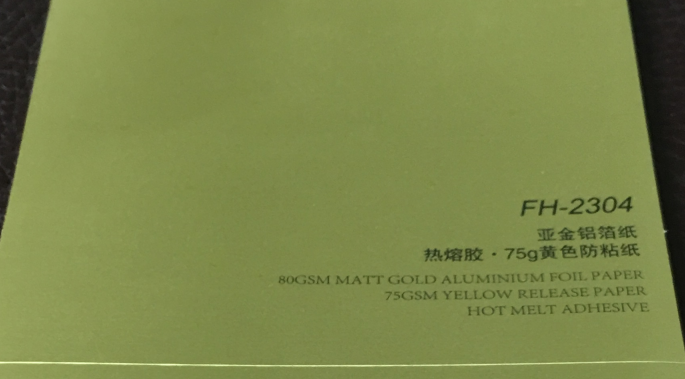 FH-2304
亚金铝箔纸
热熔胶·75g黄色防粘纸
80GSM MATT GOLD ALUMINIUM FOIL PAPER
75GSM YELLOW RELEASE PAPER
HOT MELT ADHESIVE